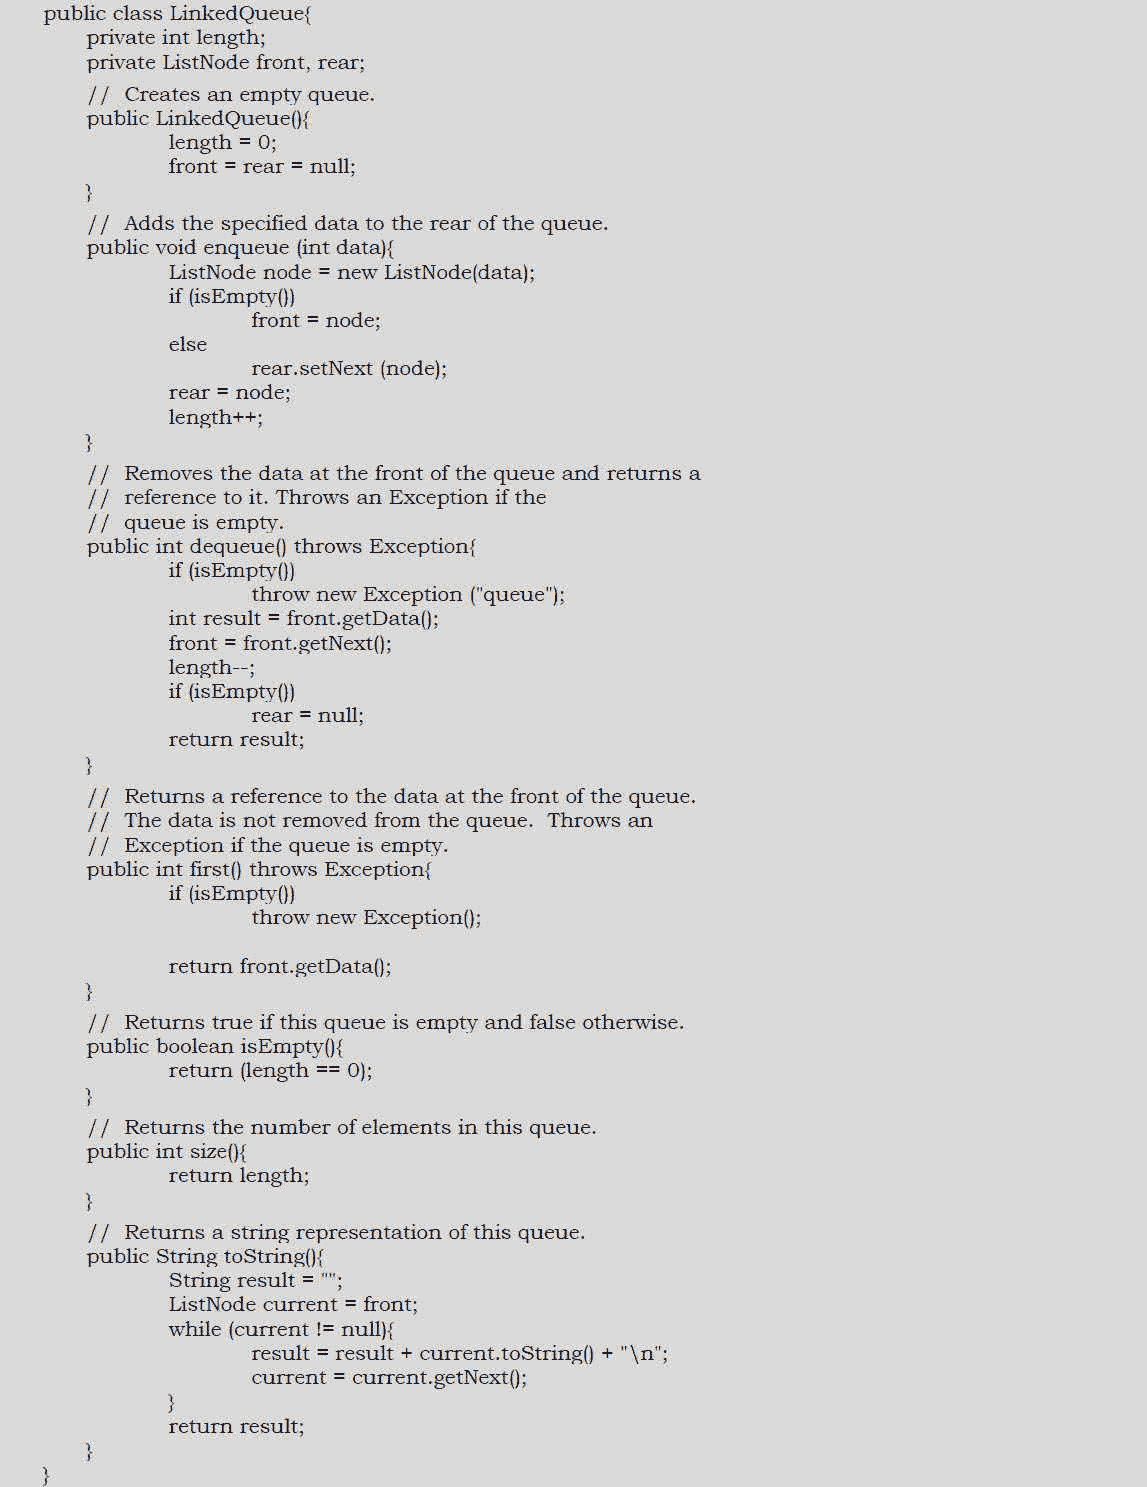 public class LinkedQueue{
private int length;
private ListNode front, rear;
// Creates an empty queue.
public LinkedQueue(){
length = 0;
front = rear = null;
}
// Adds the specified data to the rear of the queue.
public void enqueue (int data){
ListNode node = new ListNode(data);
if (isEmpty())
front = node;
else
rear.setNext (node);
rear = node;
length++;
}
// Removes the data at the front of the queue and returns a
// reference to it. Throws an Exception if the
// queue is empty.
public int dequeue() throws Exception{
if (isEmpty())
throw new Exception ("queue");
int result = front.getData();
front = front.getNext();
length--;
if (isEmpty())
rear = null;
return result;
}
// Returns a reference to the data at the front of the queue.
// The data is not removed from the queue. Throws an
// Exception if the queue is empty.
public int first() throws Exception{
if (isEmpty())
throw new Exception();
return front.getData();
}
// Returns true if this queue is empty and false otherwise.
public boolean isEmpty(){
return (length == 0);
}
// Returns the number of elements in this queue.
public int size(){
return length;
}
// Returns a string representation of this queue.
public String toString(){
String result = "";
ListNode current = front;
while (current != null){
result = result + current.toString() + "\n";
current = current.getNext();
}
return result;
}
}